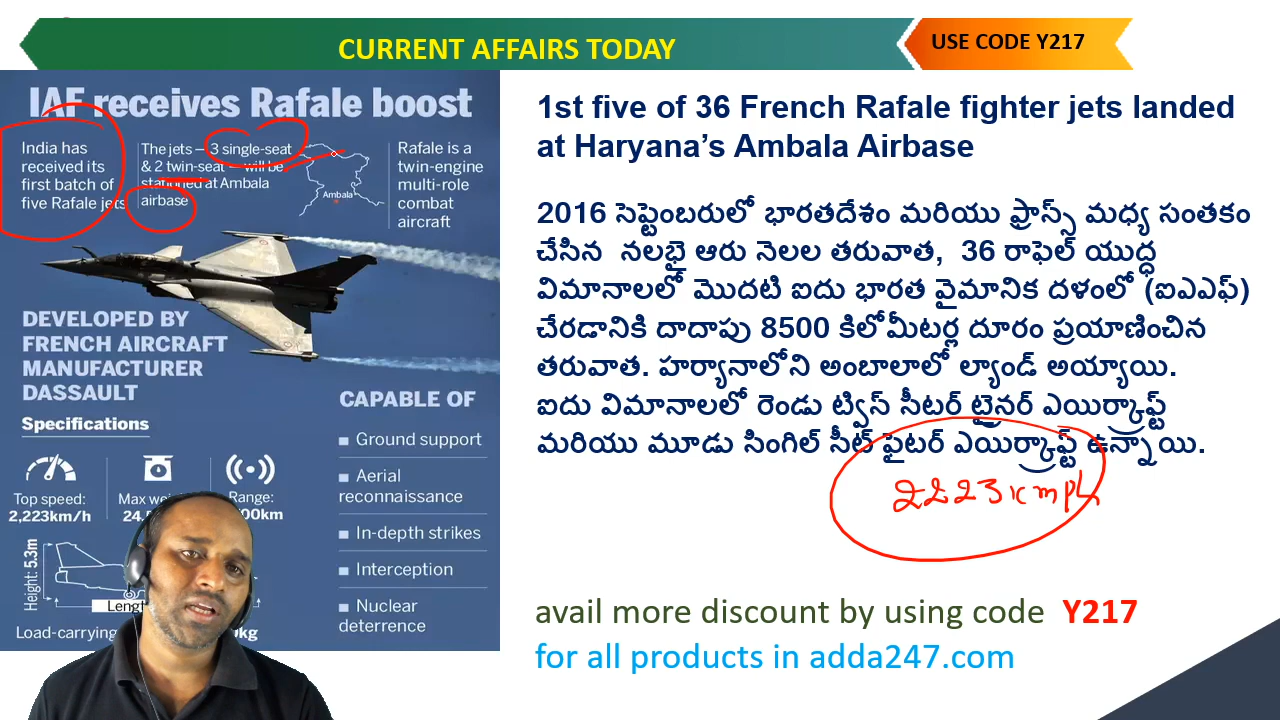 CURRENT AFFAIRS TODAY
USE CODE Y217
IAF receives Rafale boost
India has
received its
first batch of
five Rafale jets
The jets – 3 single-seat
& 2 twin-seat – will be
stationed at Ambala
airbase
Ambala
Rafale is a
twin-engine
multi-role
combat
aircraft
DEVELOPED BY
FRENCH AIRCRAFT
MANUFACTURER
DASSAULT
Specifications
Top speed:
2,223km/h
Max
24.
Range:
00km
Height: 5.3m
Load-carrying
kg
CAPABLE OF
Ground support
Aerial
reconnaissance
In-depth strikes
Interception
Nuclear
deterrence
1st five of 36 French Rafale fighter jets landed
at Haryana's Ambala Airbase
2016 సెప్టెంబరులో భారతదేశం మరియు ఫ్రాన్స్ మధ్య సంతకం
చేసిన నలభై ఆరు నెలల తరువాత, 36 రాఫెల్ యుద్ధ
విమానాలలో మొదటి ఐదు భారత వైమానిక దళంలో (ఐఎఎఫ్)
చేరడానికి దాదాపు 8500 కిలోమీటర్ల దూరం ప్రయాణించిన
తరువాత. హర్యానాలోని అంబాలాలో ల్యాండ్ అయ్యాయి.
ఐదు విమానాలలో రెండు ట్విన్ సీటర్ ట్రైనర్ ఎయిర్క్రాఫ్ట్
మరియు మూడు సింగిల్ సీట్ ఫైటర్ ఎయిర్క్రాఫ్ట్ ఉన్నాయి.
2223 kmph
avail more discount by using code Y217
for all products in adda247.com